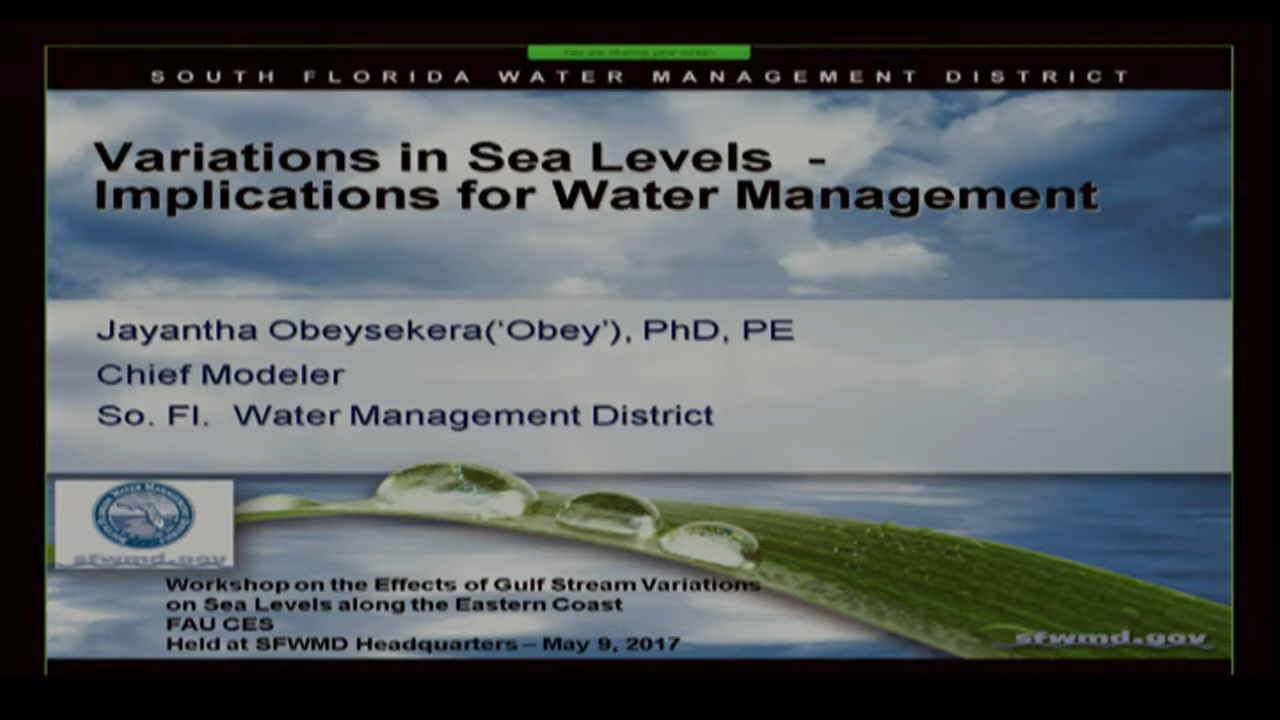 SOUTH FLORIDA WATER MANAGEMENT DISTRICT
Variations in Sea Levels -
Implications for Water Management
Jayantha Obeysekera('Obey'), PhD, PE
Chief Modeler
So. Fl. Water Management District
sfwmd.gov
Workshop on the Effects of Gulf Stream Variations
on Sea Levels along the Eastern Coast
FAU CES
Held at SFWMD Headquarters – May 9, 2017
sfwmd.gov